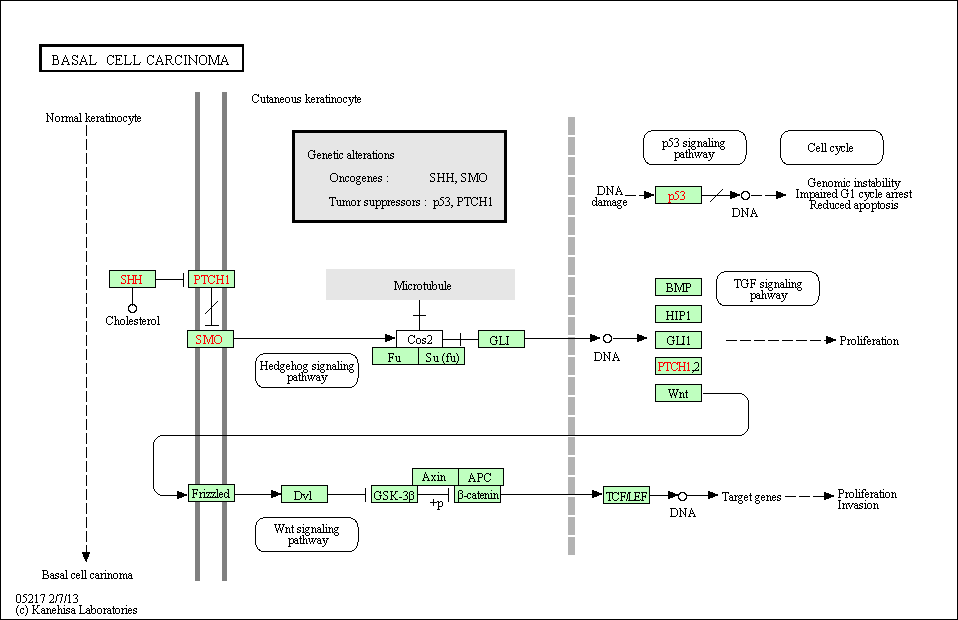 BASAL CELL CARCINOMA
Cutaneous keratinocyte
Normal keratinocyte
Genetic alterations
Oncogenes : SHH, SMO
Tumor suppressors : p53, PTCH1
p53 signaling
pathway
Cell cycle
DNA
damage
p53
DNA
Genomic instability
Impaired G1 cycle arrest
Reduced apoptosis
SHH
PTCH1
Cholesterol
SMO
Microtubule
Cos2
Fu
Su (fu)
GLI
Hedgehog signaling
pathway
DNA
BMP
HIP1
GLI1
PTCH1,2
Wnt
TGF signaling
pahway
Proliferation
Frizzled
Dvl
GSK-3β
Axin
APC
β-catenin
+p
Wnt signaling
pathway
TCF/LEF
DNA
Target genes
Proliferation
Invasion
Basal cell carinoma
05217 2/7/13
(c) Kanehisa Laboratories